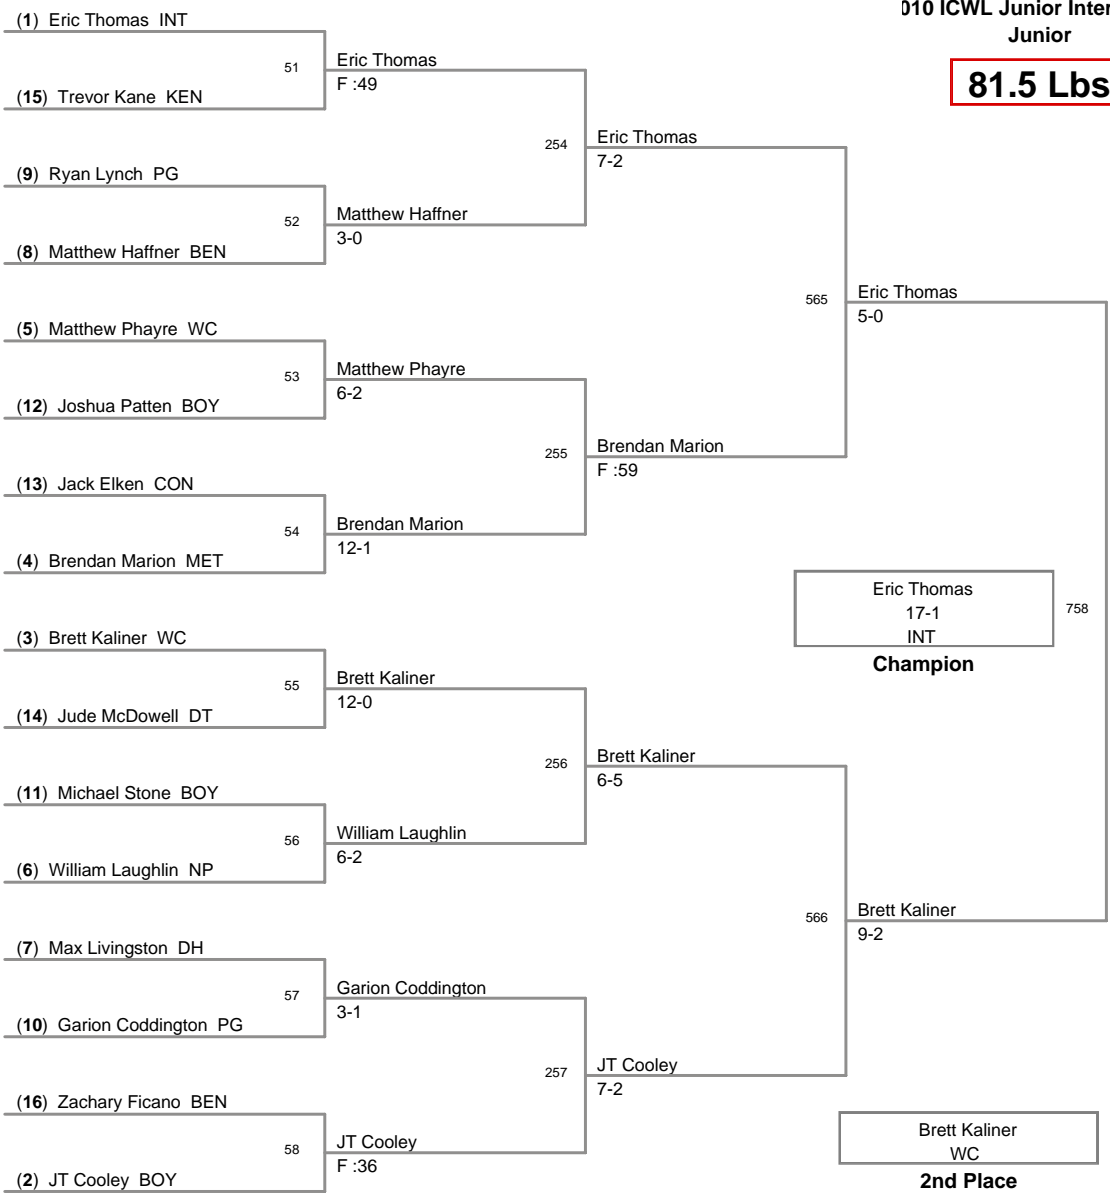 010 ICWL Junior Inter
Junior
81.5 Lbs
(1) Eric Thomas INT
51
Eric Thomas
F :49
(15) Trevor Kane KEN
254
Eric Thomas
7-2
(9) Ryan Lynch PG
52
Matthew Haffner
3-0
(8) Matthew Haffner BEN
565
Eric Thomas
5-0
(5) Matthew Phayre WC
53
Matthew Phayre
6-2
(12) Joshua Patten BOY
255
Brendan Marion
F :59
(13) Jack Elken CON
54
Brendan Marion
12-1
(4) Brendan Marion MET
Eric Thomas
17-1
INT
758
Champion
(3) Brett Kaliner WC
55
Brett Kaliner
12-0
(14) Jude McDowell DT
256
Brett Kaliner
6-5
(11) Michael Stone BOY
56
William Laughlin
6-2
(6) William Laughlin NP
566
Brett Kaliner
9-2
(7) Max Livingston DH
57
Garion Coddington
3-1
(10) Garion Coddington PG
257
JT Cooley
7-2
(16) Zachary Ficano BEN
58
JT Cooley
F :36
(2) JT Cooley BOY
Brett Kaliner
WC
2nd Place